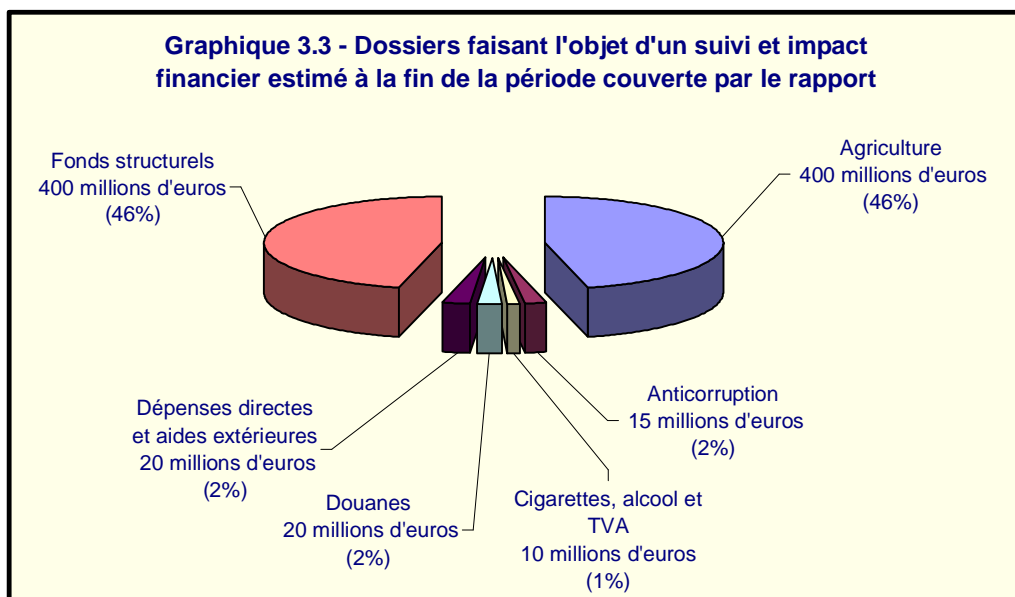 Graphique 3.3 - Dossiers faisant l'objet d'un suivi et impact
financier estimé à la fin de la période couverte par le rapport
Fonds structurels
400 millions d'euros
(46%)
Agriculture
400 millions d'euros
(46%)
Dépenses directes
et aides extérieures
20 millions d'euros
(2%)
Douanes
20 millions d'euros
(2%)
Cigarettes, alcool et
TVA
10 millions d'euros
(1%)
Anticorruption
15 millions d'euros
(2%)